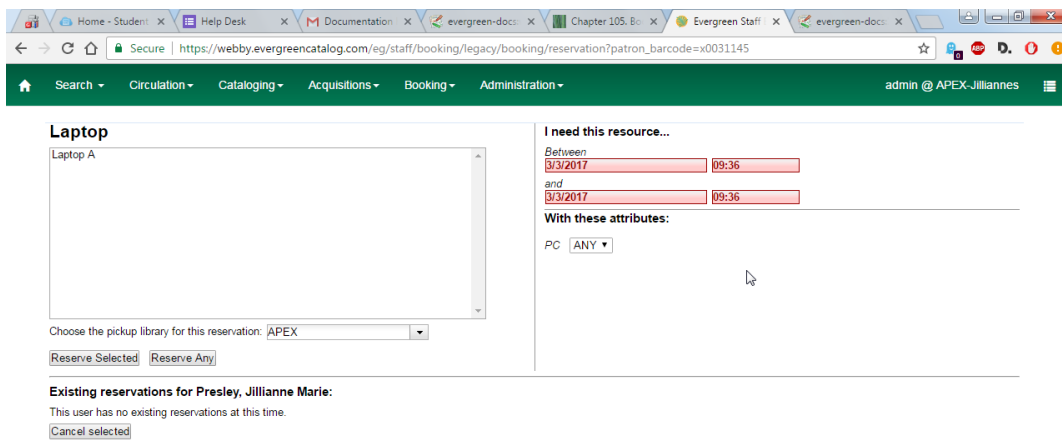 Home - Student
Help Desk
Documentation
evergreen-docs:
Chapter 105. Bo
Evergreen Staff
evergreen-docs
Secure | https://webby.evergreencatalog.com/eg/staff/booking/legacy/booking/reservation?patron_barcode=x0031145
0
ABP
D.
Search
Circulation
Cataloging
Acquisitions
Booking
Administration
admin @ APEX-Jilliannes
Laptop
Laptop A
Choose the pickup library for this reservation: APEX
Reserve Selected Reserve Any
I need this resource...
Between
3/3/2017 09:36
and
3/3/2017 09:36
With these attributes:
PC ANY
Existing reservations for Presley, Jillianne Marie:
This user has no existing reservations at this time.
Cancel selected